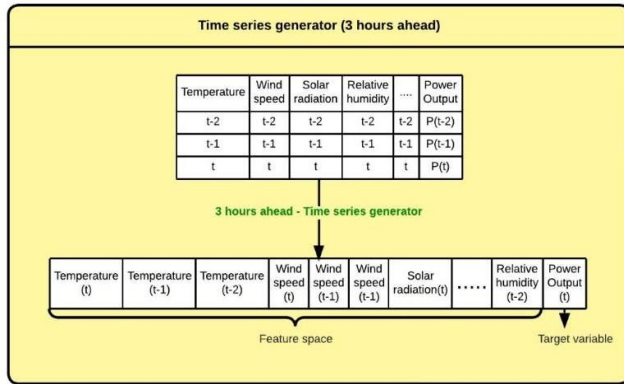 Time series generator (3 hours ahead)
Temperature Wind speed Solar radiation Relative humidity .... Power Output
t-2 t-2 t-2 t-2 t-2 P(t-2)
t-1 t-1 t-1 t-1 t-1 P(t-1)
t t t t t P(t)
3 hours ahead - Time series generator
Temperature (t) Temperature (t-1) Temperature (t-2) Wind speed (t) Wind speed (t-1) Wind speed (t-1) Solar radiation(t) ..... Relative humidity (t-2) Power Output (t)
Feature space Target variable